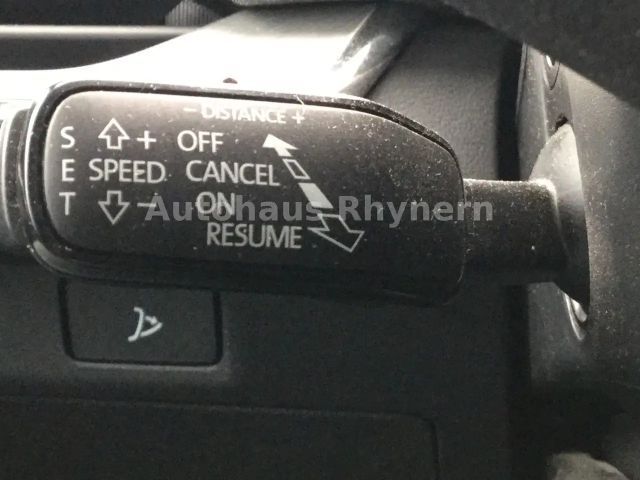 - DISTANCE +
S + OFF
E SPEED CANCEL
T - ON
RESUME
Autohaus Rhynern